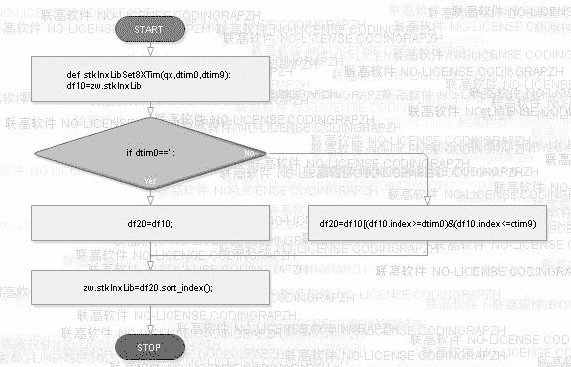 START
def stkInxLibSet8XTim(qx,dtim0,dtim9):
df10=zw.stkInxLib
if dtim0==":
No
Yes
df20=df10;
df20=df10[(df10.index>=dtim0)&(df10.index<=ctim9)
zw.stkInxLib=df20.sort_index();
STOP
联高软件 NO-LICENSE CODINGRAPZH